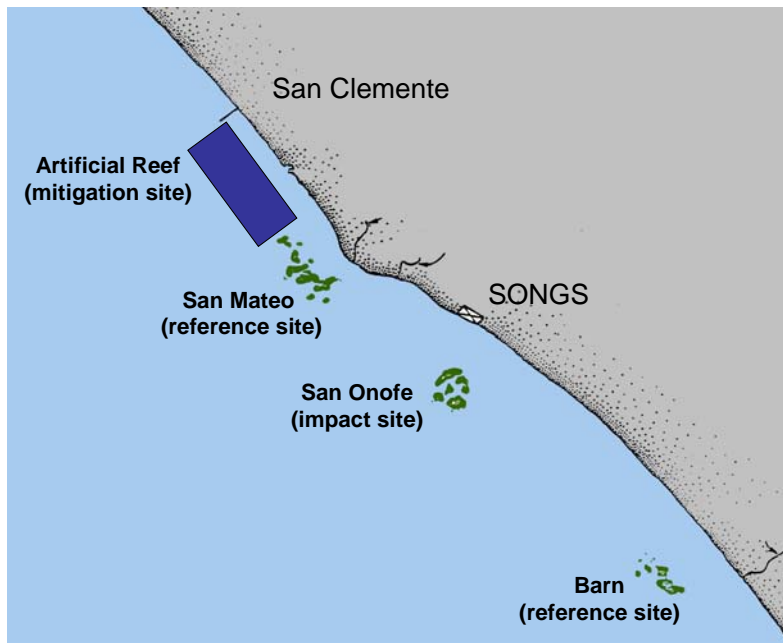 San Clemente
Artificial Reef
(mitigation site)
San Mateo
(reference site)
SONGS
San Onofe
(impact site)
Barn
(reference site)